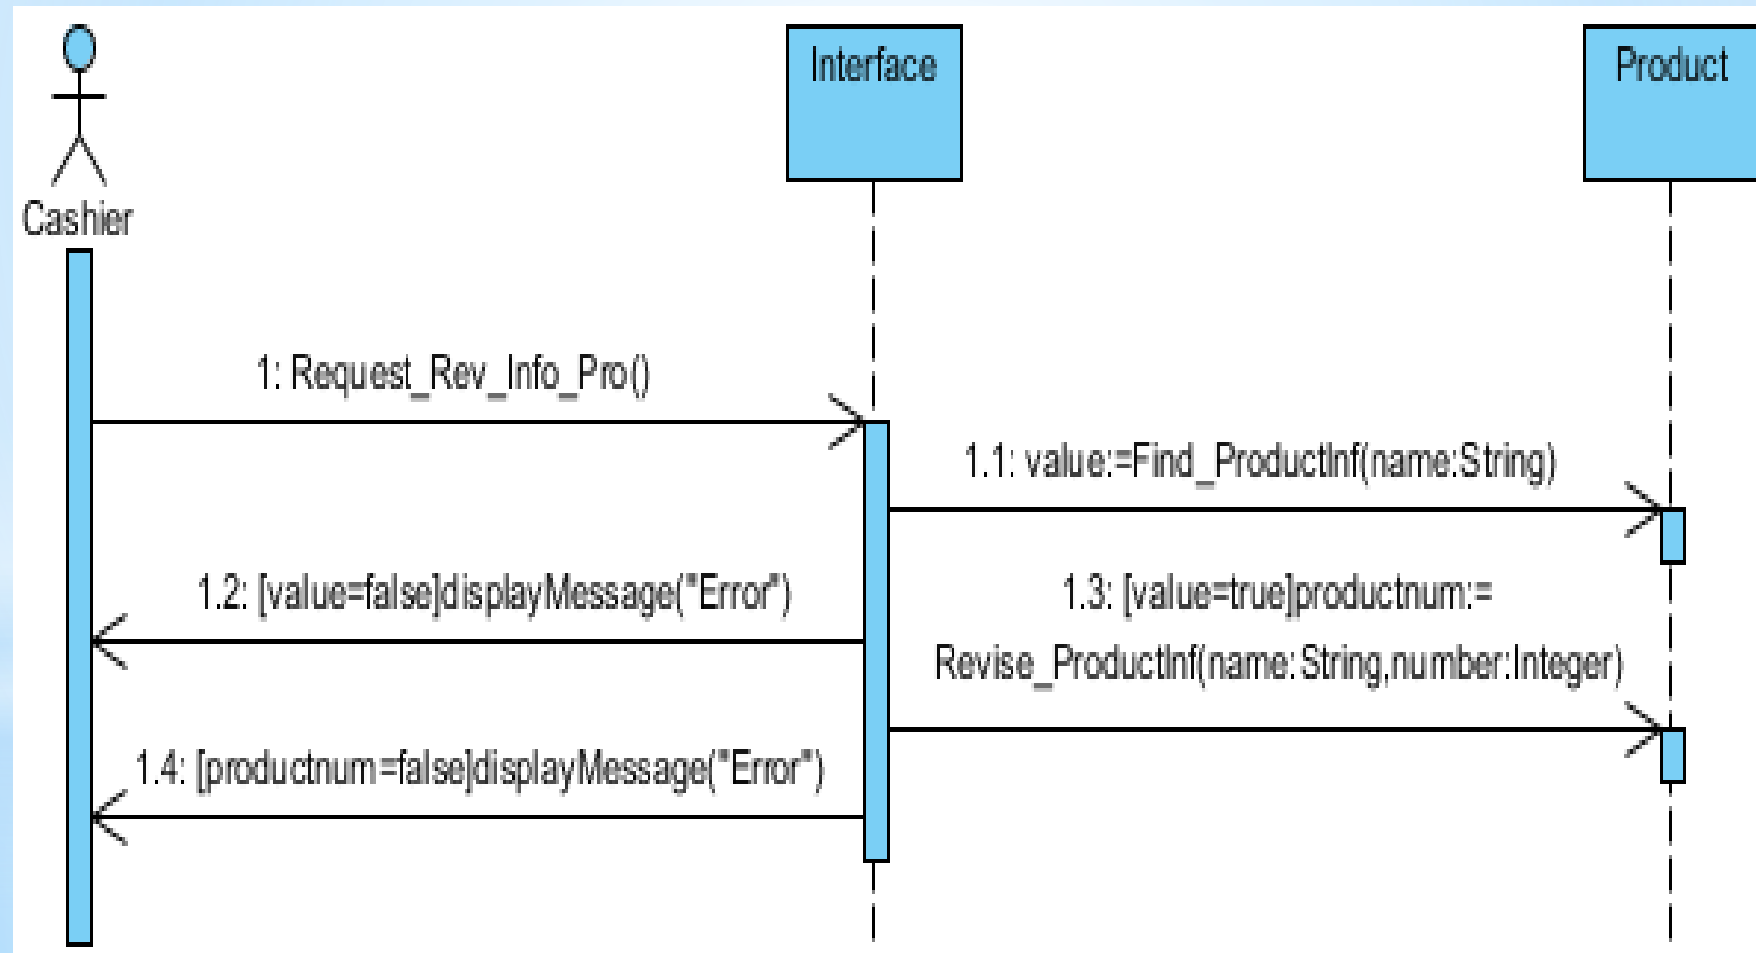 Interface
Product
Cashier
1: Request_Rev_Info_Pro()
1.1: value:=Find_ProductInf(name:String)
1.2: [value=false]displayMessage("Error")
1.3: [value=true]productnum:=
Revise_ProductInf(name:String,number:Integer)
1.4: [productnum=false]displayMessage("Error")